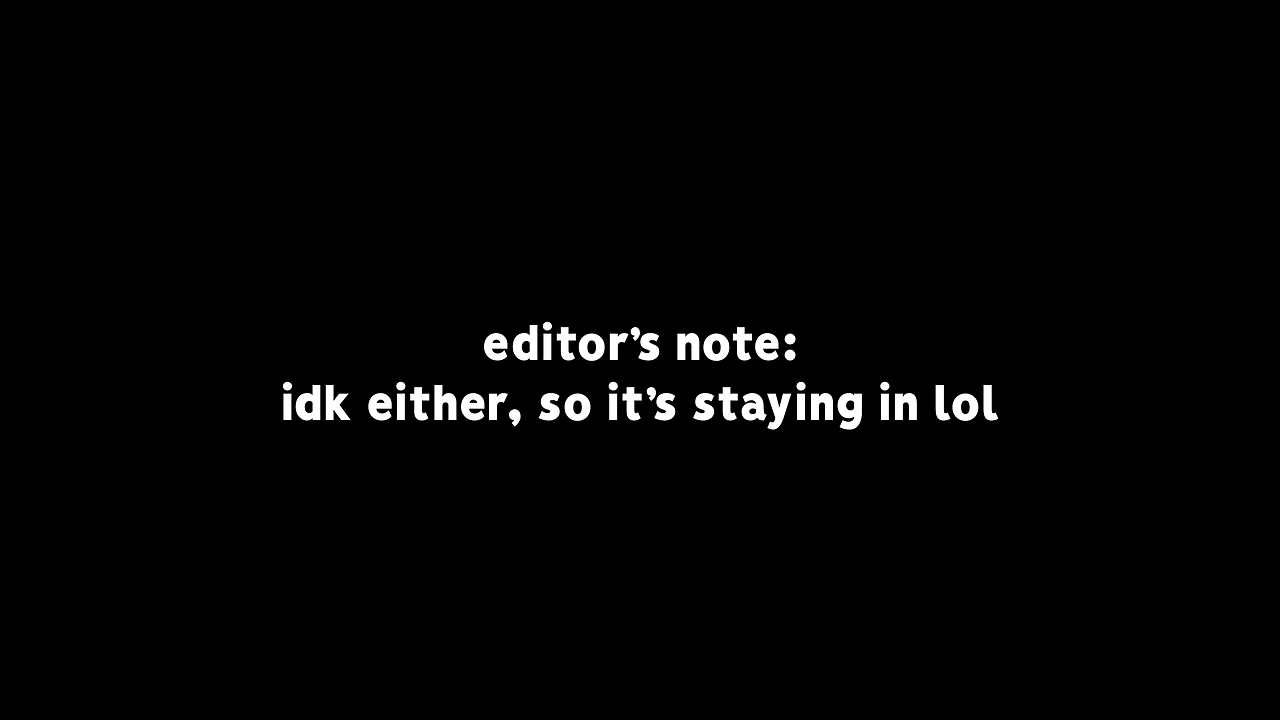 editor’s note:
idk either, so it’s staying in lol